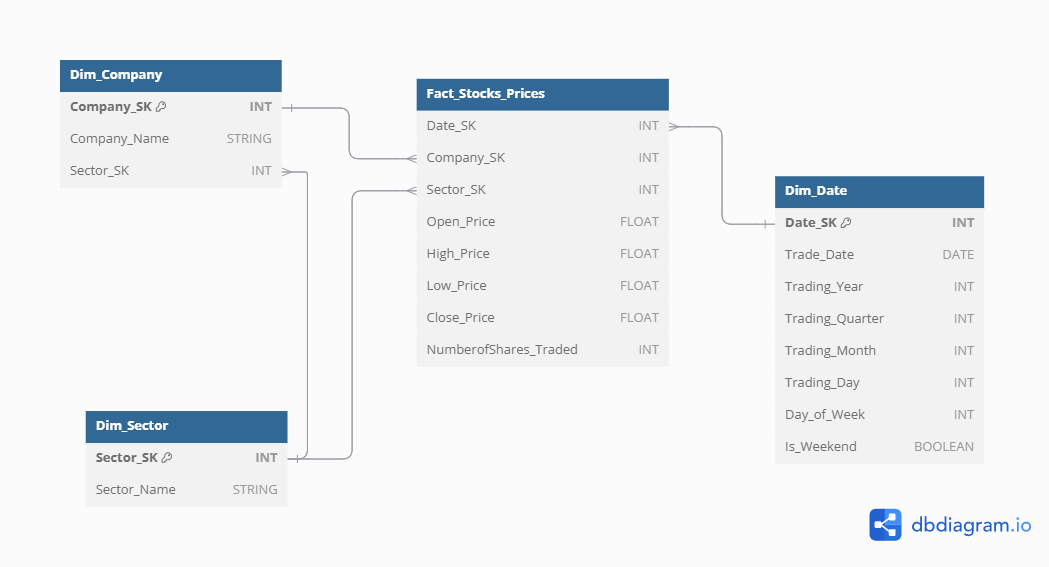 Dim_Company
Company_SK INT
Company_Name STRING
Sector_SK INT
Fact_Stocks_Prices
Date_SK INT
Company_SK INT
Sector_SK INT
Open_Price FLOAT
High_Price FLOAT
Low_Price FLOAT
Close_Price FLOAT
NumberofShares_Traded INT
Dim_Date
Date_SK INT
Trade_Date DATE
Trading_Year INT
Trading_Quarter INT
Trading_Month INT
Trading_Day INT
Day_of_Week INT
Is_Weekend BOOLEAN
Dim_Sector
Sector_SK INT
Sector_Name STRING
dbdiagram.io